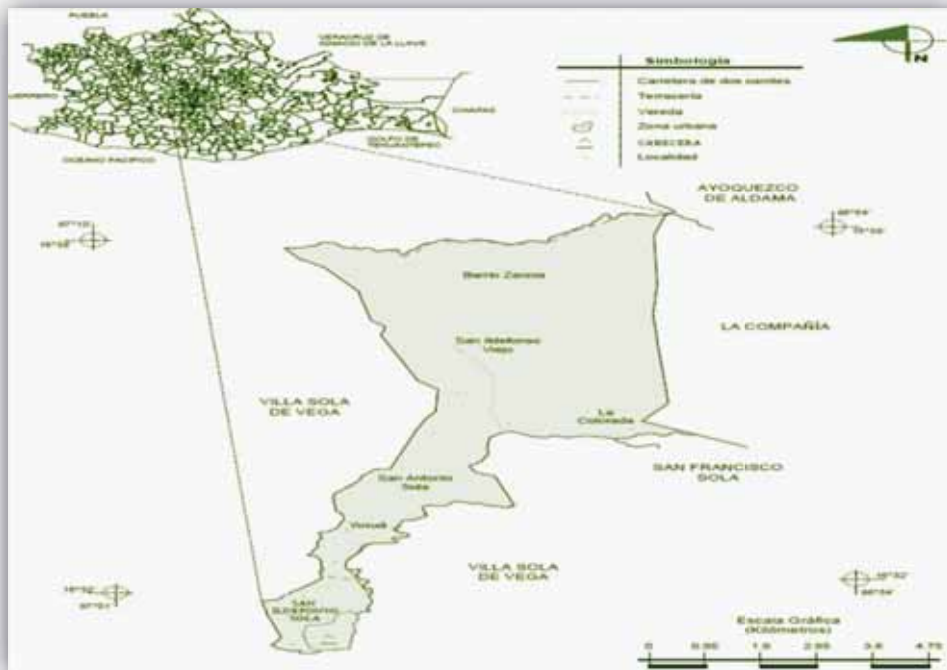 PUEBLA
VERACRUZ DE
IGNACIO DE LA LLAVE
GUERRERO
CHIAPAS
GOLFO DE
TEHUANTEPEC
OCEANO PACIFICO
N
Simbología
Carretera de dos carriles
Terracería
Vereda
Zona urbana
CABECERA
Localidad
AYOQUEZCO
DE ALDAMA
Barrio Zaniza
San Ildefonso
Viejo
LA COMPAÑÍA
VILLA SOLA
DE VEGA
La
Colorada
SAN FRANCISCO
SOLA
San Antonio
Sola
VILLA SOLA
DE VEGA
SAN
ILDEFONSO
SOLA
Escala Gráfica
(Kilómetros)
0 0.95 1.9 2.85 3.8 4.75